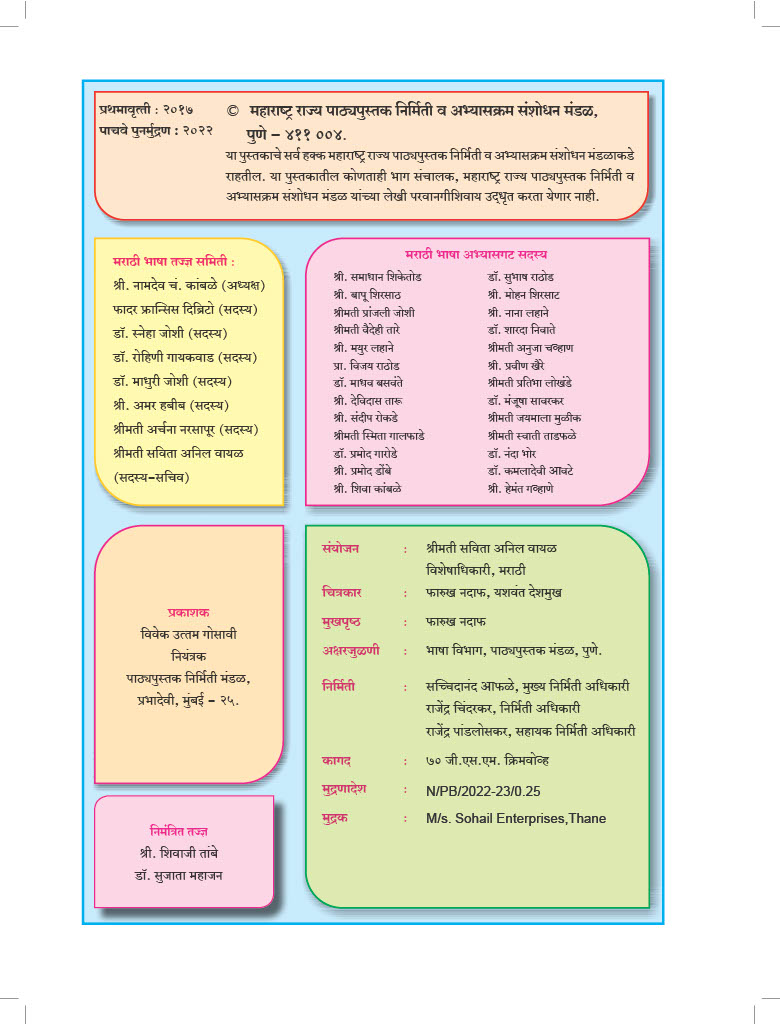 प्रथमावृत्ती : २०१७
पाचवे पुनर्मुद्रण : २०२२
© महाराष्ट्र राज्य पाठ्यपुस्तक निर्मिती व अभ्यासक्रम संशोधन मंडळ,
पुणे – ४११ ००४.
या पुस्तकाचे सर्व हक्क महाराष्ट्र राज्य पाठ्यपुस्तक निर्मिती व अभ्यासक्रम संशोधन मंडळाकडे
राहतील. या पुस्तकातील कोणताही भाग संचालक, महाराष्ट्र राज्य पाठ्यपुस्तक निर्मिती व
अभ्यासक्रम संशोधन मंडळ यांच्या लेखी परवानगीशिवाय उद्धृत करता येणार नाही.
मराठी भाषा तज्ज्ञ समिती :
श्री. नामदेव चं. कांबळे (अध्यक्ष)
फादर फ्रान्सिस दिब्रिटो (सदस्य)
डॉ. स्नेहा जोशी (सदस्य)
डॉ. रोहिणी गायकवाड (सदस्य)
डॉ. माधुरी जोशी (सदस्य)
श्री. अमर हबीब (सदस्य)
श्रीमती अर्चना नरसापूर (सदस्य)
श्रीमती सविता अनिल वायळ
(सदस्य-सचिव)
मराठी भाषा अभ्यासगट सदस्य
श्री. समाधान शिकेतोड
श्री. बापू शिरसाठ
श्रीमती प्रांजली जोशी
श्रीमती वैदेही तारे
श्री. मयुर लहाने
प्रा. विजय राठोड
डॉ. माधव बसवंते
श्री. देविदास तारू
श्री. संदीप रोकडे
श्रीमती स्मिता गालफाडे
डॉ. प्रमोद गारोडे
श्री. प्रमोद डोंबे
श्री. शिवा कांबळे
डॉ. सुभाष राठोड
श्री. मोहन शिरसाट
श्री. नाना लहाने
डॉ. शारदा निवाते
श्रीमती अनुजा चव्हाण
श्री. प्रवीण खैरे
श्रीमती प्रतिभा लोखंडे
डॉ. मंजूषा सावरकर
श्रीमती जयमाला मुळीक
श्रीमती स्वाती ताडफळे
डॉ. नंदा भोर
डॉ. कमलादेवी आवटे
श्री. हेमंत गव्हाणे
प्रकाशक
विवेक उत्तम गोसावी
नियंत्रक
पाठ्यपुस्तक निर्मिती मंडळ,
प्रभादेवी, मुंबई – २५.
निमंत्रित तज्ज्ञ
श्री. शिवाजी तांबे
डॉ. सुजाता महाजन
संयोजन : श्रीमती सविता अनिल वायळ
विशेषाधिकारी, मराठी
चित्रकार : फारुख नदाफ, यशवंत देशमुख
मुखपृष्ठ : फारुख नदाफ
अक्षरजुळणी : भाषा विभाग, पाठ्यपुस्तक मंडळ, पुणे.
निर्मिती : सच्चिदानंद आफळे, मुख्य निर्मिती अधिकारी
राजेंद्र चिंदरकर, निर्मिती अधिकारी
राजेंद्र पांडलोसकर, सहायक निर्मिती अधिकारी
कागद : ७० जी.एस.एम. क्रिमवोव्ह
मुद्रणादेश : N/PB/2022-23/0.25
मुद्रक : M/s. Sohail Enterprises,Thane